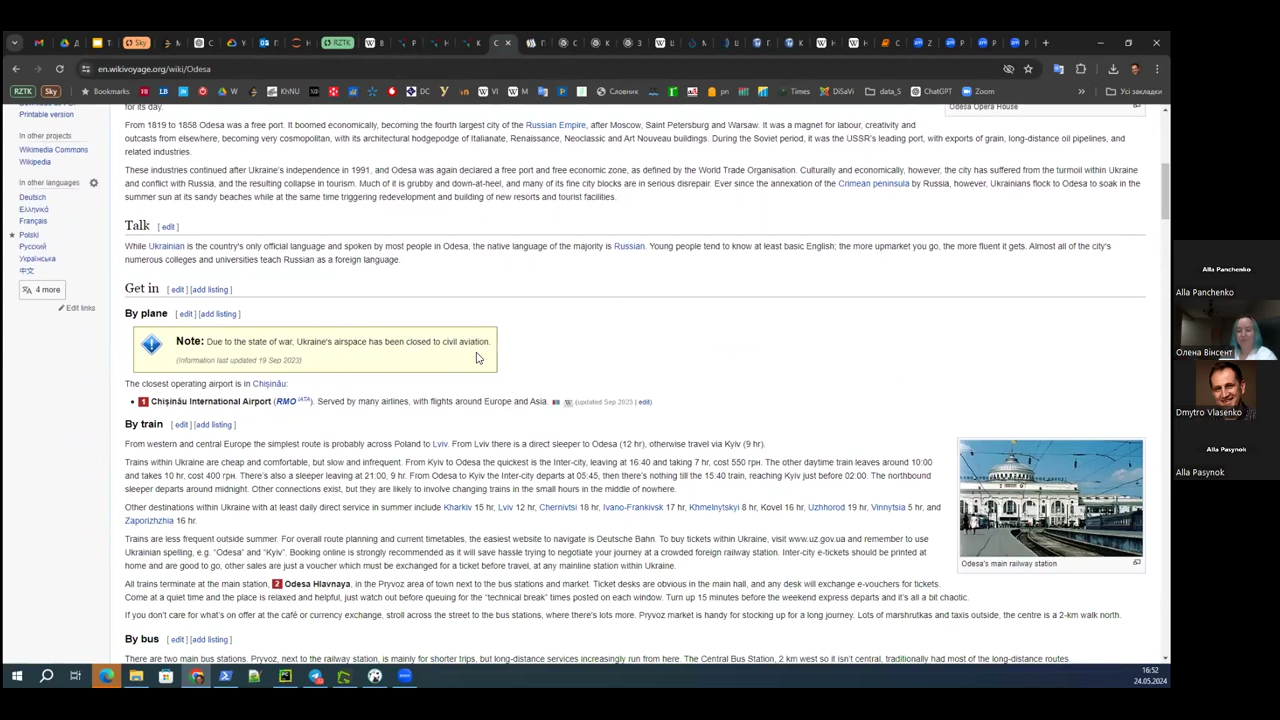 Sky
RZTK
en.wikivoyage.org/wiki/Odesa
RZTK
Sky
Bookmarks
KhNU
VI
М
Словник
pn
Times
DiSaVi
data_S
ChatGPT
Zoom
Усі закладки
Printable version
In other projects
Wikimedia Commons
Wikipedia
In other languages
Deutsch
Ελληνικά
Français
Polski
Русский
Українська
中文
4 more
Edit links
for its day.
Odesa Opera House
From 1819 to 1858 Odesa was a free port. It boomed economically, becoming the fourth largest city of the Russian Empire, after Moscow, Saint Petersburg and Warsaw. It was a magnet for labour, creativity and
outcasts from elsewhere, becoming very cosmopolitan, with its architectural hodgepodge of Italianate, Renaissance, Neoclassic and Art Nouveau buildings. During the Soviet period, it was the USSR's leading port, with exports of grain, long-distance oil pipelines, and
related industries.
These industries continued after Ukraine's independence in 1991, and Odesa was again declared a free port and free economic zone, as defined by the World Trade Organisation. Culturally and economically, however, the city has suffered from the turmoil within Ukraine
and conflict with Russia, and the resulting collapse in tourism. Much of it is grubby and down-at-heel, and many of its fine city blocks are in serious disrepair. Ever since the annexation of the Crimean peninsula by Russia, however, Ukrainians flock to Odesa to soak in the
summer sun at its sandy beaches while at the same time triggering redevelopment and building of new resorts and tourist facilities.
Talk [ edit ]
While Ukrainian is the country's only official language and spoken by most people in Odesa, the native language of the majority is Russian. Young people tend to know at least basic English; the more upmarket you go, the more fluent it gets. Almost all of the city's
numerous colleges and universities teach Russian as a foreign language.
Get in [ edit ][add listing ]
By plane [ edit ][add listing ]
Note: Due to the state of war, Ukraine's airspace has been closed to civil aviation.
(Information last updated 19 Sep 2023)
The closest operating airport is in Chișinău:
1 Chișinău International Airport (RMO IATA). Served by many airlines, with flights around Europe and Asia. (updated Sep 2023 | edit)
By train [ edit ][add listing ]
From western and central Europe the simplest route is probably across Poland to Lviv. From Lviv there is a direct sleeper to Odesa (12 hr), otherwise travel via Kyiv (9 hr).
Trains within Ukraine are cheap and comfortable, but slow and infrequent. From Kyiv to Odesa the quickest is the Inter-city, leaving at 16:40 and taking 7 hr, cost 550 грн. The other daytime train leaves around 10:00
and takes 10 hr, cost 400 грн. There's also a sleeper leaving at 21:00, 9 hr. From Odesa to Kyiv the Inter-city departs at 05:45, then there's nothing till the 15:40 train, reaching Kyiv just before 02:00. The northbound
sleeper departs around midnight. Other connections exist, but they are likely to involve changing trains in the small hours in the middle of nowhere.
Other destinations within Ukraine with at least daily direct service in summer include Kharkiv 15 hr, Lviv 12 hr, Chernivtsi 18 hr, Ivano-Frankivsk 17 hr, Khmelnytskyi 8 hr, Kovel 16 hr, Uzhhorod 19 hr, Vinnytsia 5 hr, and
Zaporizhzhia 16 hr.
Trains are less frequent outside summer. For overall route planning and current timetables, the easiest website to navigate is Deutsche Bahn. To buy tickets within Ukraine, visit www.uz.gov.ua and remember to use
Ukrainian spelling, e.g. "Odesa" and "Kyiv". Booking online is strongly recommended as it will save hassle trying to negotiate your journey at a crowded foreign railway station. Inter-city e-tickets should be printed at
home and are good to go, other sales are just a voucher which must be exchanged for a ticket before travel, at any mainline station within Ukraine.
Odesa's main railway station
All trains terminate at the main station, 2 Odesa Hlavnaya, in the Pryvoz area of town next to the bus stations and market. Ticket desks are obvious in the main hall, and any desk will exchange e-vouchers for tickets.
Come at a quiet time and the place is relaxed and helpful, just watch out before queuing for the "technical break" times posted on each window. Turn up 15 minutes before the weekend express departs and it's all a bit chaotic.
If you don't care for what's on offer at the café or currency exchange, stroll across the street to the bus stations, where there's lots more. Pryvoz market is handy for stocking up for a long journey. Lots of marshrutkas and taxis outside, the centre is a 2-km walk north.
By bus [ edit ][add listing ]
There are two main bus stations. Pryvoz, next to the railway station, is mainly for shorter trips, but long-distance services increasingly run from here. The Central Bus Station, 2 km west so it isn't central, traditionally had most of the long-distance routes.
16:52
24.05.2024
Alla Panchenko
Alla Panchenko
Олена Вінсент
Dmytro Vlasenko
Alla Pasynok
Alla Pasynok